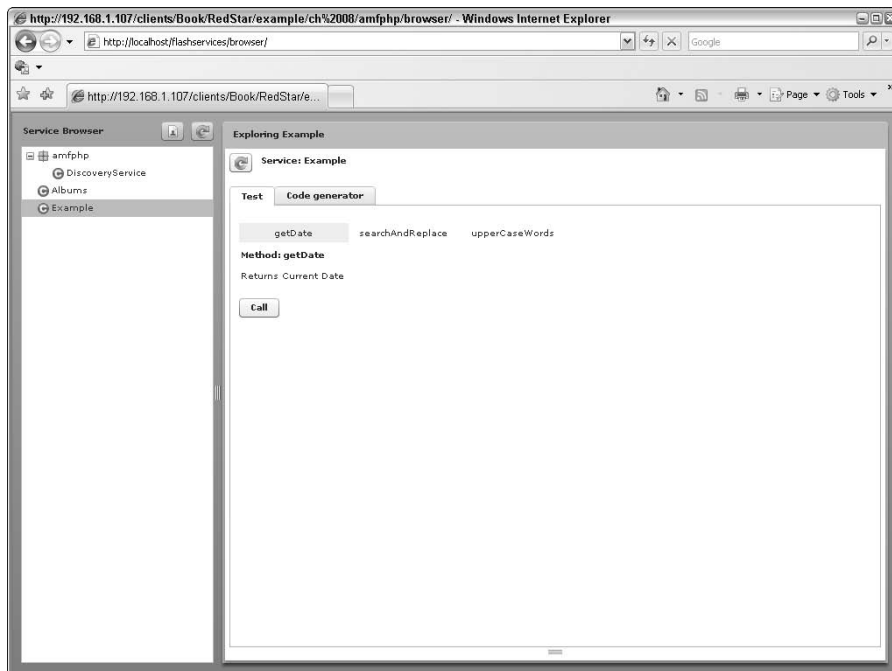 http://192.168.1.107/clients/Book/RedStar/example/ch%2008/amfphp/browser/ - Windows Internet Explorer
http://localhost/flashservices/browser/
Google
http://192.168.1.107/clients/Book/RedStar/e...
Page
Tools
Service Browser
amfphp
DiscoveryService
Albums
Example
Exploring Example
Service: Example
Test
Code generator
getDate
searchAndReplace
upperCaseWords
Method: getDate
Returns Current Date
Call